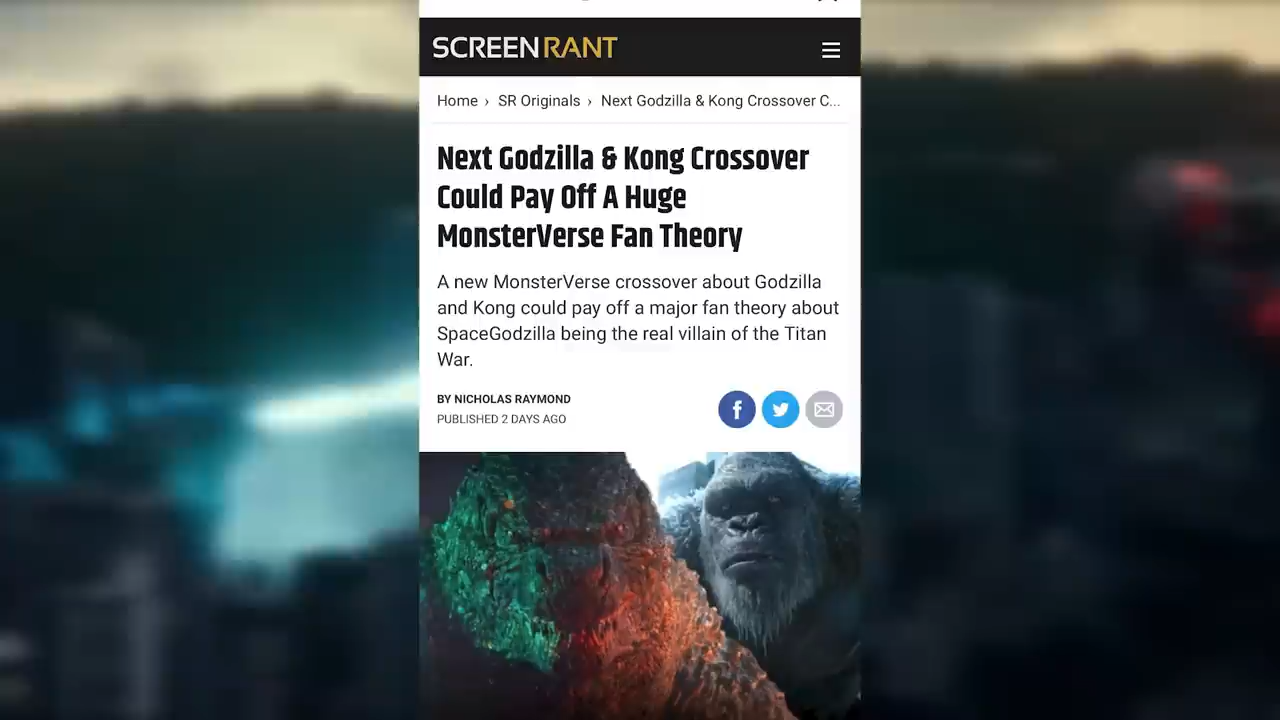 SCREENRANT
Home › SR Originals › Next Godzilla & Kong Crossover C...
Next Godzilla & Kong Crossover
Could Pay Off A Huge
MonsterVerse Fan Theory
A new MonsterVerse crossover about Godzilla
and Kong could pay off a major fan theory about
SpaceGodzilla being the real villain of the Titan
War.
BY NICHOLAS RAYMOND
PUBLISHED 2 DAYS AGO